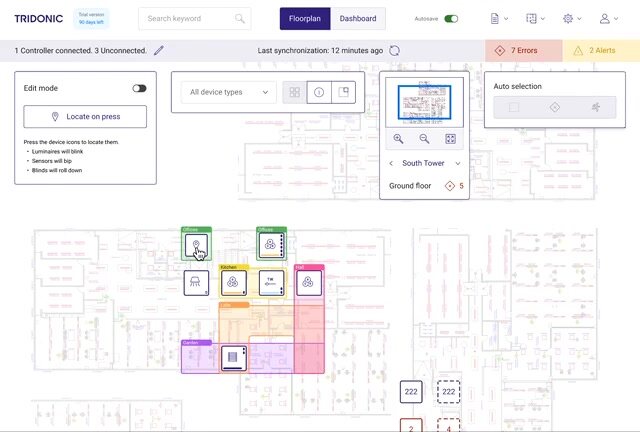 TRIDONIC
Trial version
90 days left
Search keyword
Floorplan
Dashboard
Autosave
1 Controller connected. 3 Unconnected.
Last synchronization: 12 minutes ago
7 Errors
2 Alerts
Edit mode
Locate on press
Press the device icons to locate them
• Luminaires will blink
• Sensors will bip
• Blinds will roll down
All device types
South Tower
Ground floor
5
Auto selection
Offices
Offices
Kitchen
Hall
TW
Garden
222
222
2
4